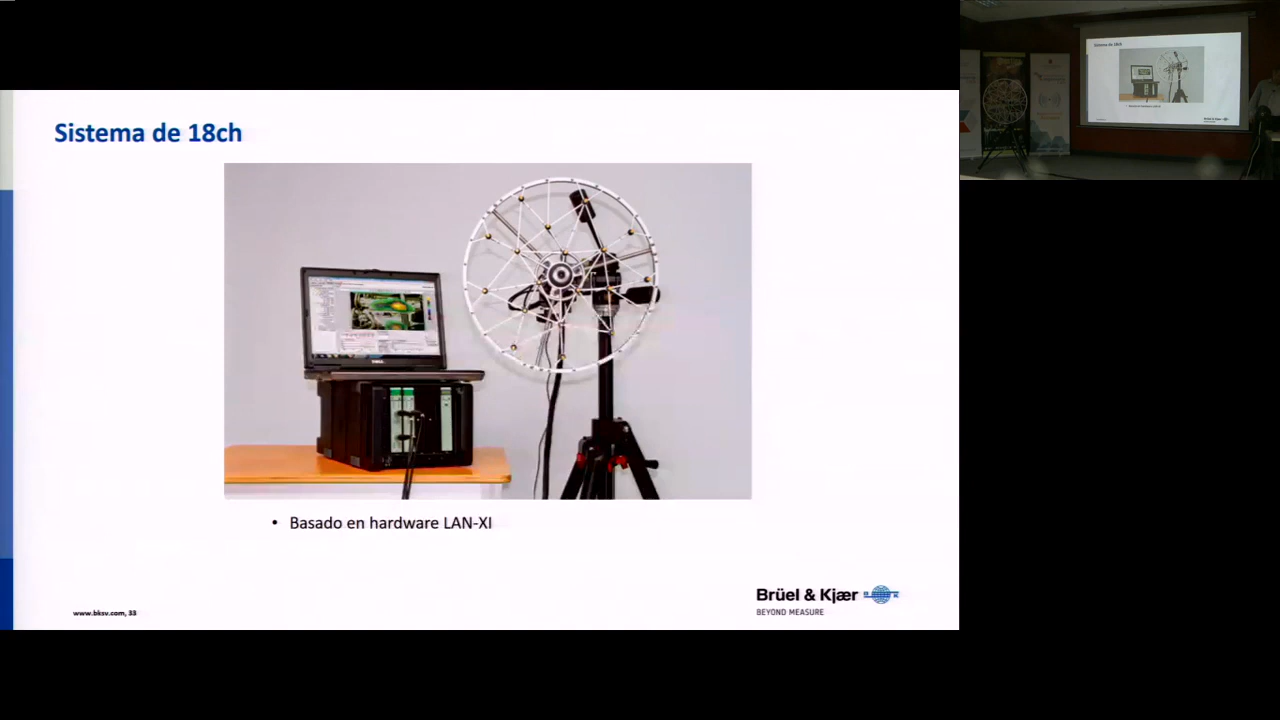 Sistema de 18ch
• Basado en hardware LAN-XI
www.bksv.com, 33
Brüel & Kjær
BEYOND MEASURE